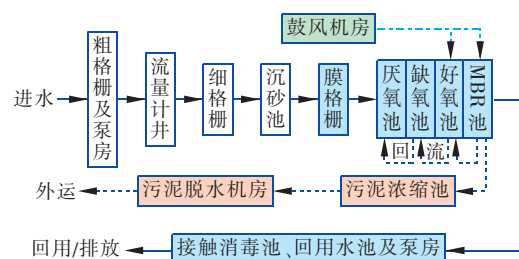 鼓风机房
进水
粗格栅及泵房
流量计井
细格栅
沉砂池
膜格栅
厌氧池
缺氧池
好氧池
MBR池
回流
外运
污泥脱水机房
污泥浓缩池
回用/排放
接触消毒池、回用水池及泵房